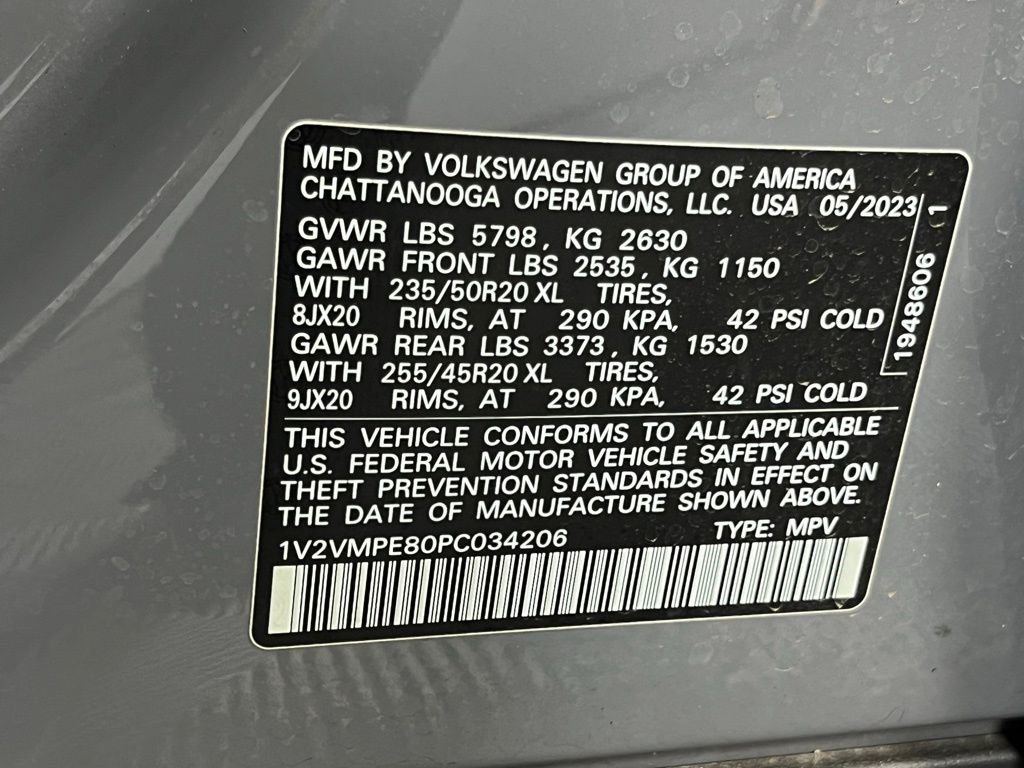 MFD BY VOLKSWAGEN GROUP OF AMERICA
CHATTANOOGA OPERATIONS, LLC. USA 05/2023
GVWR LBS 5798, KG 2630
GAWR FRONT LBS 2535, KG 1150
WITH 235/50R20 XL TIRES,
8JX20 RIMS, AT 290 KPA, 42 PSI COLD
GAWR REAR LBS 3373, KG 1530
WITH 255/45R20 XL TIRES,
9JX20 RIMS, AT 290 KPA, 42 PSI COLD
1948606 1
THIS VEHICLE CONFORMS TO ALL APPLICABLE
U.S. FEDERAL MOTOR VEHICLE SAFETY AND
THEFT PREVENTION STANDARDS IN EFFECT ON
THE DATE OF MANUFACTURE SHOWN ABOVE.
1V2VMPE80PC034206 TYPE: MPV